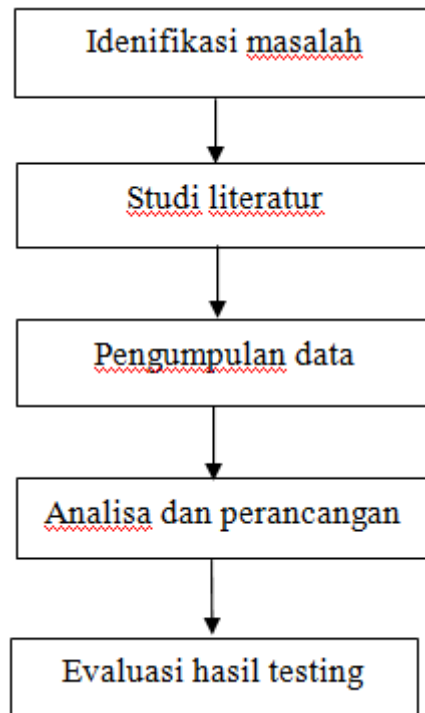 Idenifikasi masalah
Studi literatur
Pengumpulan data
Analisa dan perancangan
Evaluasi hasil testing